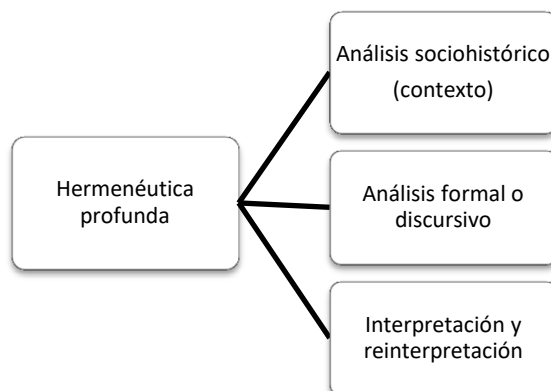 Hermenéutica
profunda
Análisis sociohistórico
(contexto)
Análisis formal o
discursivo
Interpretación y
reinterpretación